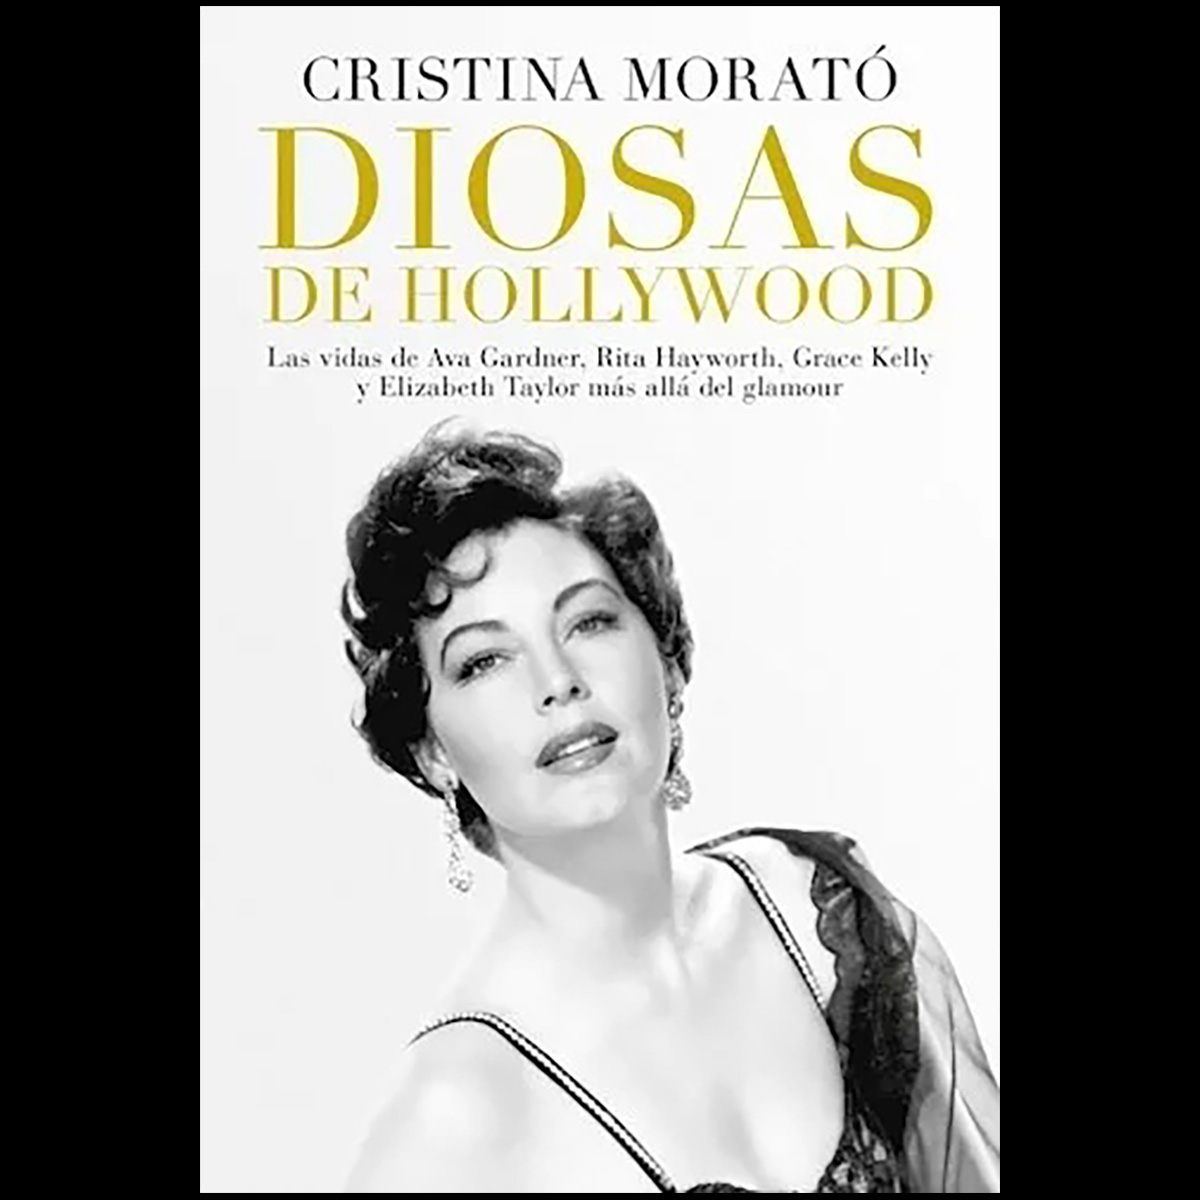 CRISTINA MORATÓ
DIOSAS
DE HOLLYWOOD
Las vidas de Ava Gardner, Rita Hayworth, Grace Kelly
y Elizabeth Taylor más allá del glamour